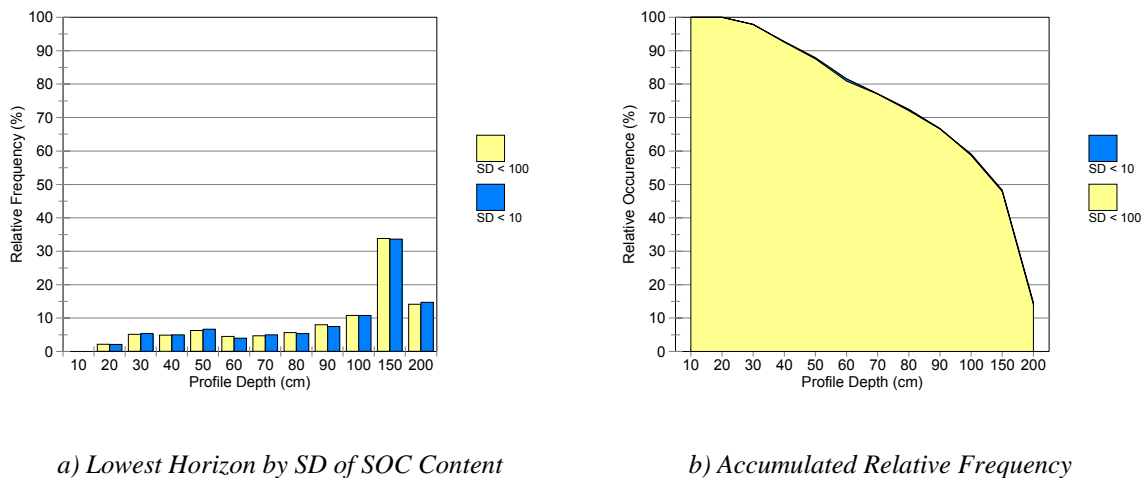 100
90
80
70
60
50
40
30
20
10
0
Relative Frequency (%)
10 20 30 40 50 60 70 80 90 100 150 200
Profile Depth (cm)
SD < 100
SD < 10
a) Lowest Horizon by SD of SOC Content
100
90
80
70
60
50
40
30
20
10
0
Relative Occurence (%)
10 20 30 40 50 60 70 80 90 100 150 200
Profile Depth (cm)
SD < 10
SD < 100
b) Accumulated Relative Frequency